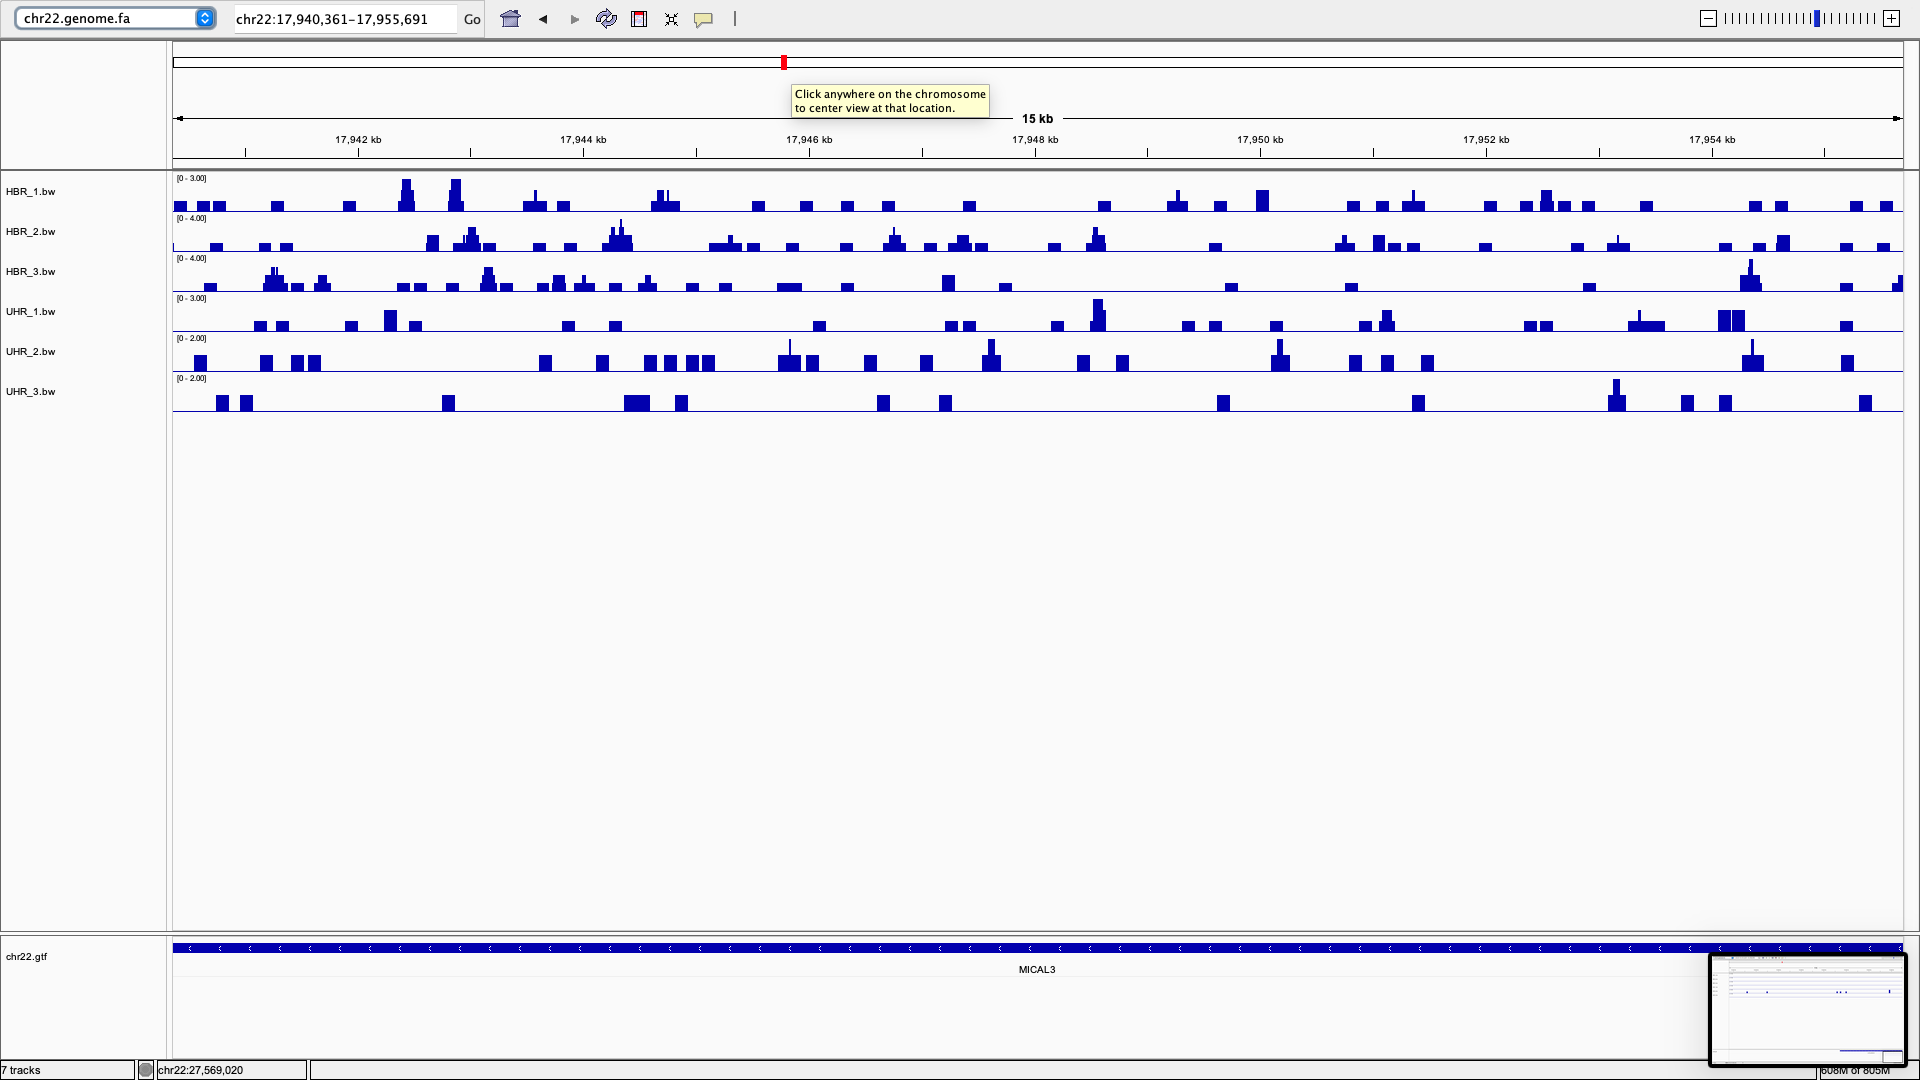 chr22.genome.fa
chr22:17,940,361-17,955,691
Go
Click anywhere on the chromosome
to center view at that location.
15 kb
17,942 kb
17,944 kb
17,946 kb
17,948 kb
17,950 kb
17,952 kb
17,954 kb
HBR_1.bw
[0 - 3.00]
HBR_2.bw
[0 - 4.00]
HBR_3.bw
[0 - 4.00]
UHR_1.bw
[0 - 3.00]
UHR_2.bw
[0 - 2.00]
UHR_3.bw
[0 - 2.00]
chr22.gtf
MICAL3
7 tracks
chr22:27,569,020
608M of 805M